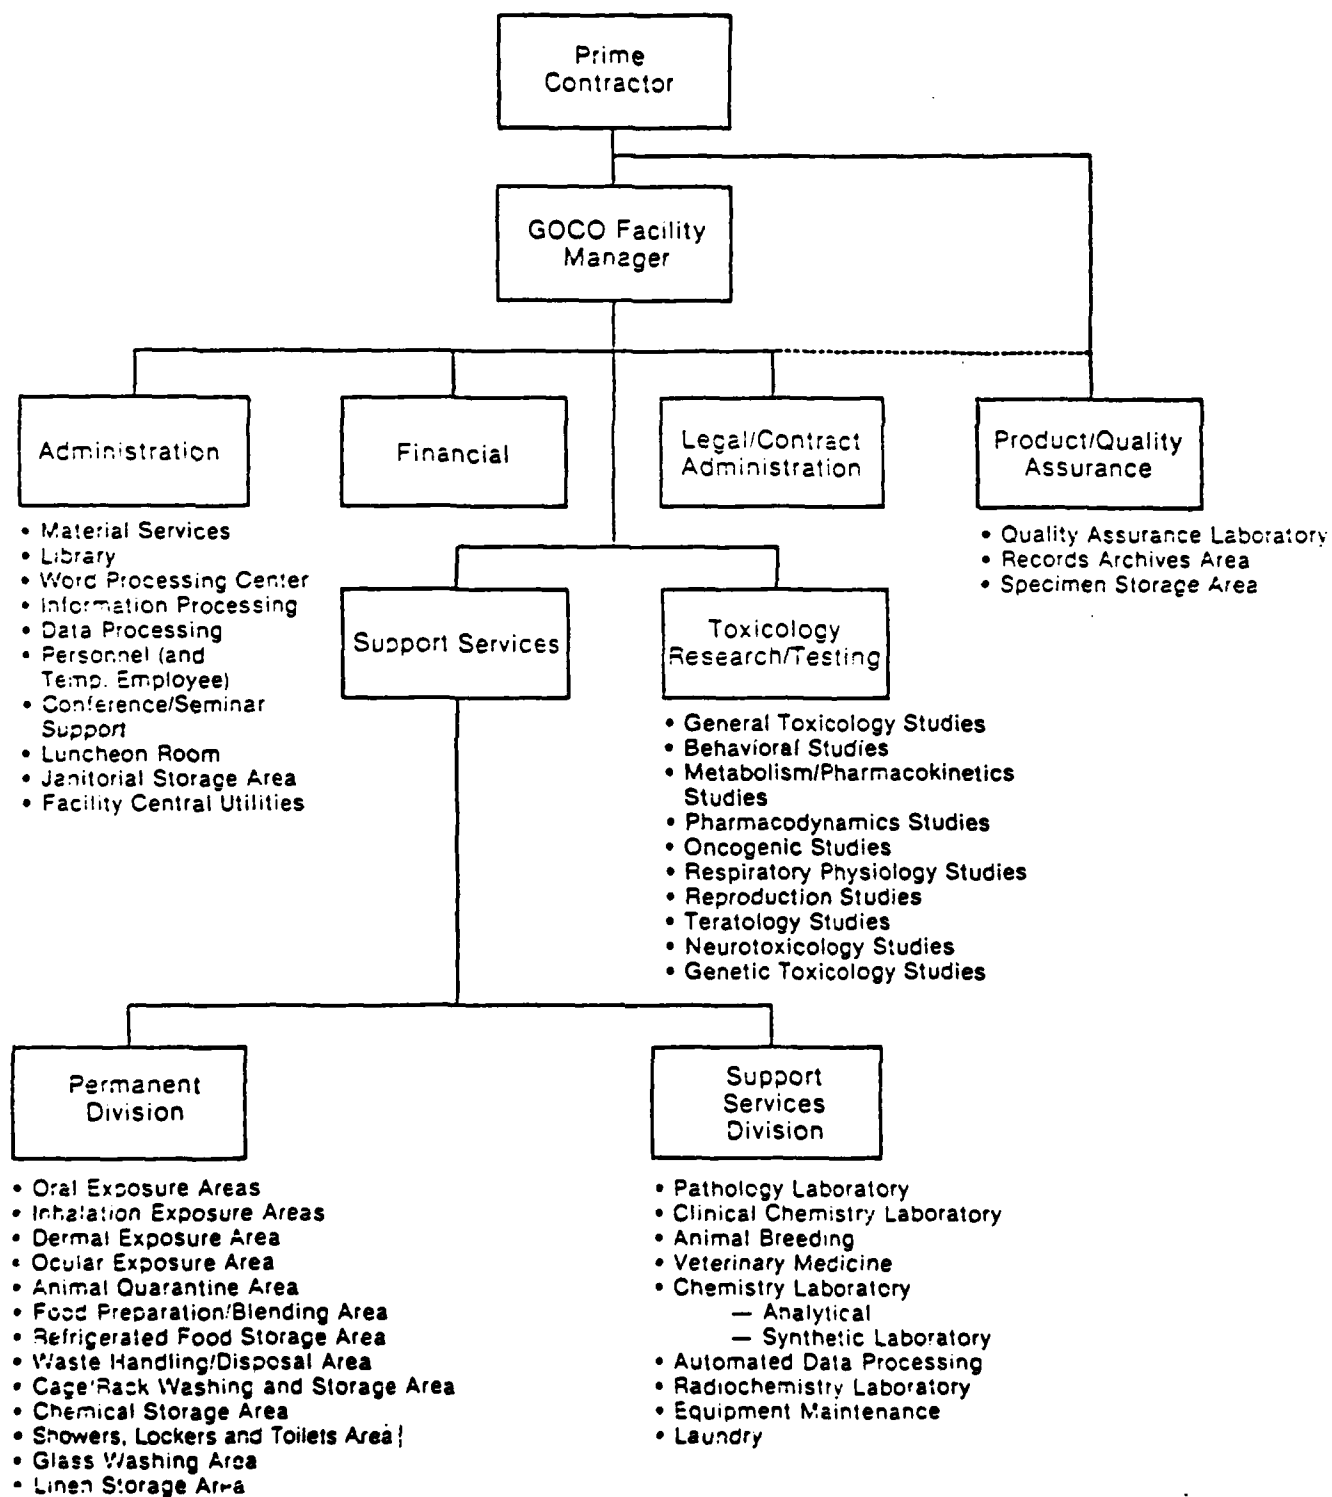 Prime
Contractor
GOCO Facility
Manager
Administration
Financial
Legal/Contract
Administration
Product/Quality
Assurance
• Material Services
• Library
• Word Processing Center
• Information Processing
• Data Processing
• Personnel (and
Temp. Employee)
• Conference/Seminar
Support
• Luncheon Room
• Janitorial Storage Area
• Facility Central Utilities
• Quality Assurance Laboratory
• Records Archives Area
• Specimen Storage Area
Support Services
Toxicology
Research/Testing
• General Toxicology Studies
• Behavioral Studies
• Metabolism/Pharmacokinetics
Studies
• Pharmacodynamics Studies
• Oncogenic Studies
• Respiratory Physiology Studies
• Reproduction Studies
• Teratology Studies
• Neurotoxicology Studies
• Genetic Toxicology Studies
Permanent
Division
Support
Services
Division
• Oral Exposure Areas
• Inhalation Exposure Areas
• Dermal Exposure Area
• Ocular Exposure Area
• Animal Quarantine Area
• Food Preparation/Blending Area
• Refrigerated Food Storage Area
• Waste Handling/Disposal Area
• Cage/Rack Washing and Storage Area
• Chemical Storage Area
• Showers, Lockers and Toilets Area
• Glass Washing Area
• Linen Storage Area
• Pathology Laboratory
• Clinical Chemistry Laboratory
• Animal Breeding
• Veterinary Medicine
• Chemistry Laboratory
— Analytical
— Synthetic Laboratory
• Automated Data Processing
• Radiochemistry Laboratory
• Equipment Maintenance
• Laundry